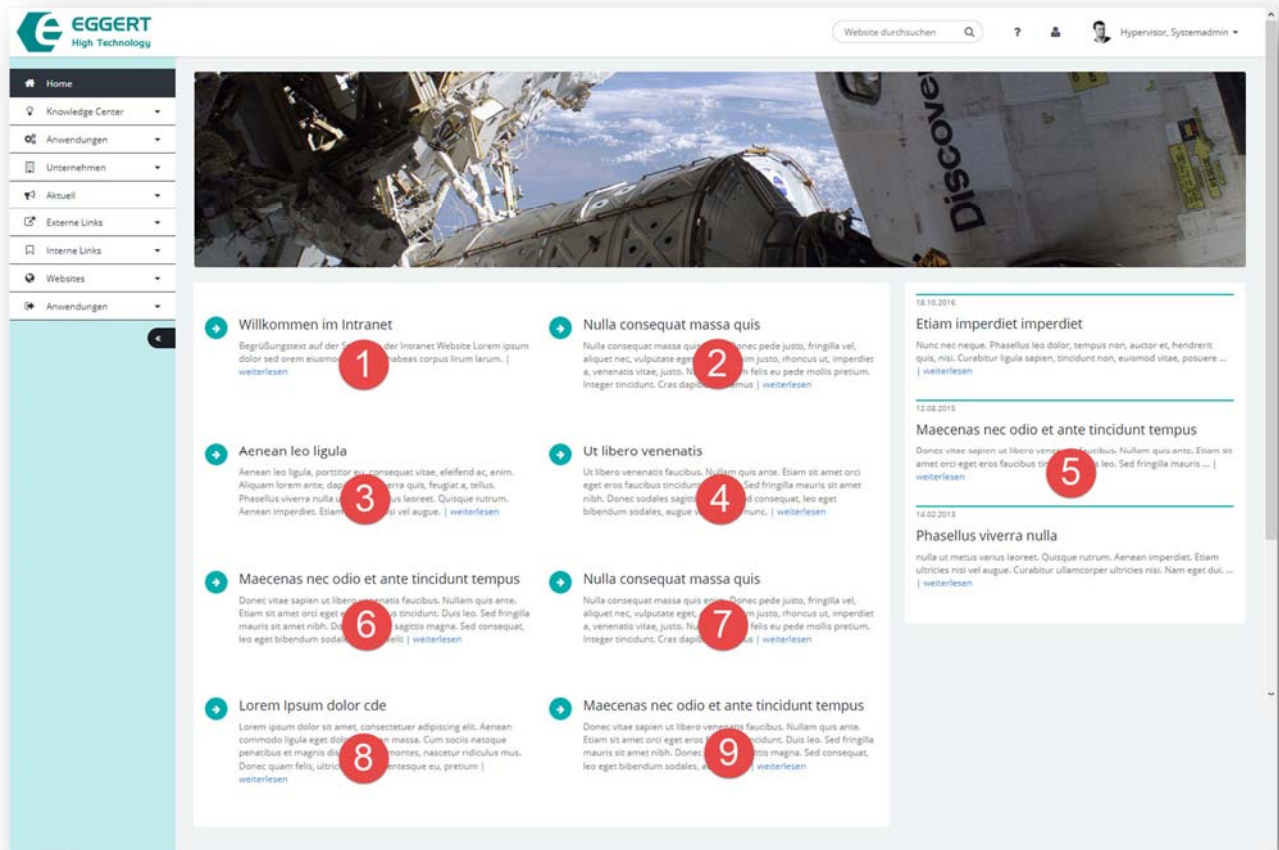 EGGERT
High Technology
Website durchsuchen
?
Hypervisor, Systemadmin
Home
Knowledge Center
Anwendungen
Unternehmen
Aktuell
Externe Links
Interne Links
Websites
Anwendungen
«
Discover
Willkommen im Intranet
Begrüßungstext auf der der Intranet Website Lorem ipsum
dolor sed orem eiusmo habeas corpus lirum larum. |
weiterlesen
1
Nulla consequat massa quis
Nulla consequat massa quis Donec pede justo, fringilla vel,
aliquet nec, vulputate eget justo, rhoncus ut, imperdiet
a, venenatis vitae, justo. felis eu pede mollis pretium.
Integer tincidunt. Cras | weiterlesen
2
Aenean leo ligula
Aenean leo ligula, porttitor eu, consequat vitae, eleifend ac, enim.
Aliquam lorem ante, quis, feugiat a, tellus.
Phasellus viverra nulla laoreet. Quisque rutrum.
Aenean imperdiet. Etiam vel augue. | weiterlesen
3
Ut libero venenatis
Ut libero venenatis faucibus. Nullam quis ante. Etiam sit amet orci
eget eros faucibus tincidunt Sed fringilla mauris sit amet
nibh. Donec sodales consequat, leo eget
bibendum sodales, augue nunc. | weiterlesen
4
Maecenas nec odio et ante tincidunt tempus
Donec vitae sapien ut libero venenatis faucibus. Nullam quis ante.
Etiam sit amet orci eget tincidunt. Duis leo. Sed fringilla
mauris sit amet nibh. sagittis magna. Sed consequat,
leo eget bibendum | weiterlesen
6
Nulla consequat massa quis
Nulla consequat massa quis enim. Donec pede justo, fringilla vel,
aliquet nec, vulputate eget, justo, rhoncus ut, imperdiet
a, venenatis vitae, justo. felis eu pede mollis pretium.
Integer tincidunt. Cras | weiterlesen
7
Lorem Ipsum dolor cde
Lorem ipsum dolor sit amet, consectetuer adipiscing elit. Aenean
commodo ligula eget massa. Cum sociis natoque
penatibus et magnis montes, nascetur ridiculus mus.
Donec quam felis, eu, pretium |
weiterlesen
8
Maecenas nec odio et ante tincidunt tempus
Donec vitae sapien ut libero venenatis faucibus. Nullam quis ante.
Etiam sit amet orci eget eros Duis leo. Sed fringilla
mauris sit amet nibh. Donec magna. Sed consequat,
leo eget bibendum sodales, | weiterlesen
9
18.10.2016
Etiam imperdiet imperdiet
Nunc nec neque. Phasellus leo dolor, tempus non, auctor et, hendrerit
quis, nisi. Curabitur ligula sapien, tincidunt non, euismod vitae, posuere ...
| weiterlesen
12.08.2015
Maecenas nec odio et ante tincidunt tempus
Donec vitae sapien ut libero faucibus. Nullam quis ante. Etiam sit
amet orci eget eros faucibus leo. Sed fringilla mauris ... |
weiterlesen
5
14.02.2013
Phasellus viverra nulla
nulla ut metus varius laoreet. Quisque rutrum. Aenean imperdiet. Etiam
ultricies nisi vel augue. Curabitur ullamcorper ultricies nisi. Nam eget dui. ...
| weiterlesen